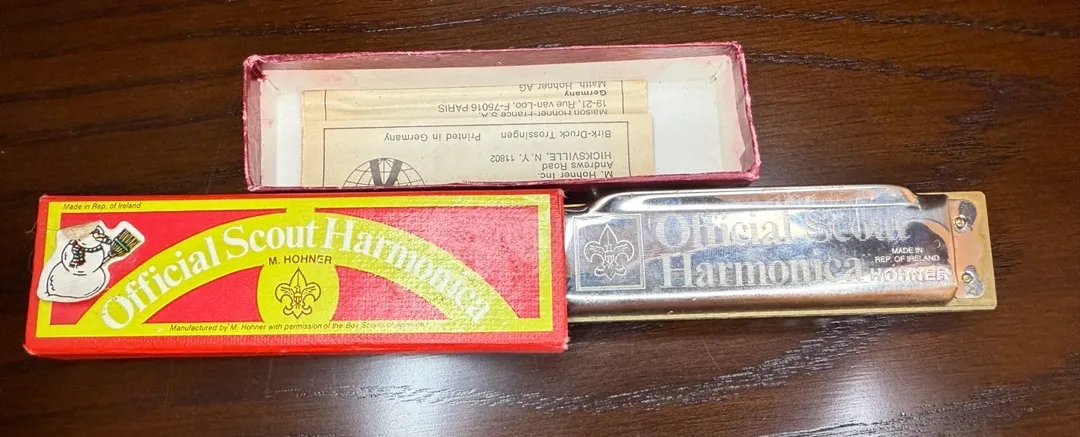 Matth. Hohner AG
Germany
19-21, Rue van-Loo, F-75016 PARIS
Maison Hohner-France S.A.
Birk-Druck Trossingen Printed in Germany
HICKSVILLE, N.Y. 11802
Andrews Road
M. Hohner Inc.
Made in Rep. of Ireland
Official Scout Harmonica
M. HOHNER
Manufactured by M. Hohner with permission of the Boy Scouts of America
Official Scout
Harmonica
MADE IN
REP. OF IRELAND
HOHNER